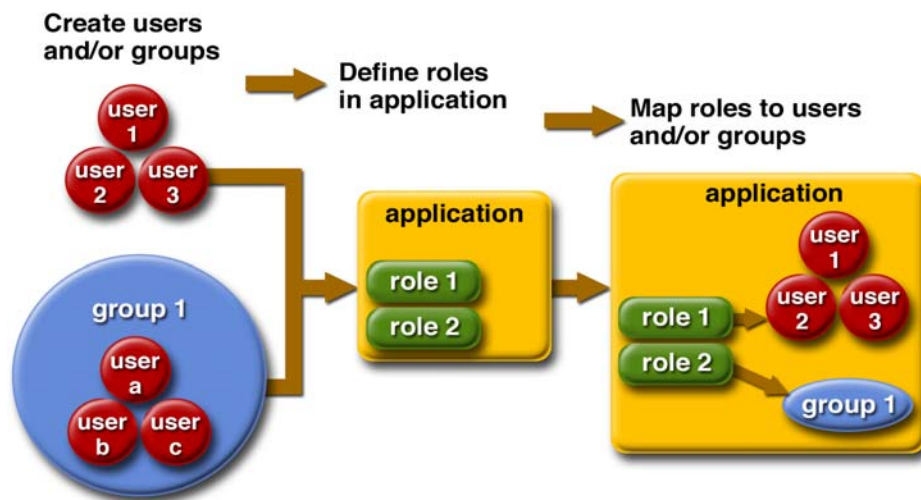 Create users
and/or groups
Define roles
in application
Map roles to users
and/or groups
user
1
user
2
user
3
group 1
user
a
user
b
user
c
application
role 1
role 2
application
user
1
user
2
user
3
role 1
role 2
group 1